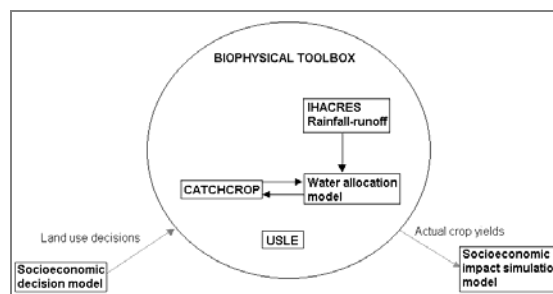 BIOPHYSICAL TOOLBOX
IHACRES
Rainfall-runoff
CATCHCROP
Water allocation
model
USLE
Land use decisions
Actual crop yields
Socioeconomic
decision model
Socioeconomic
impact simulation
model